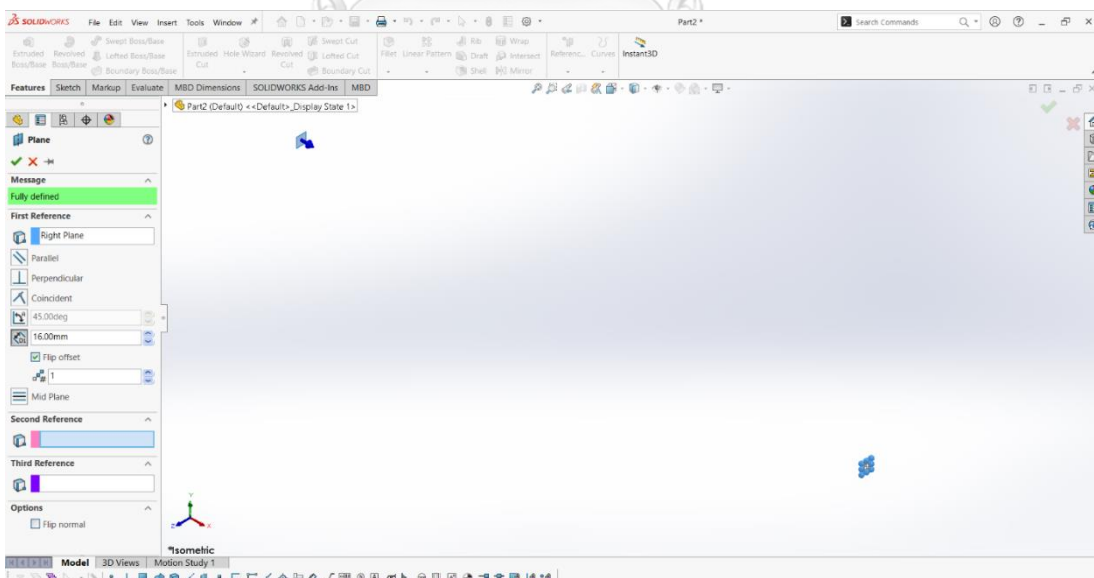 SOLIDWORKS File Edit View Insert Tools Window Part2 * Search Commands
Extruded Boss/Base Revolved Boss/Base Swept Boss/Base Lofted Boss/Base Boundary Boss/Base Extruded Cut Hole Wizard Revolved Cut Swept Cut Lofted Cut Boundary Cut Fillet Linear Pattern Rib Draft Shell Wrap Intersect Mirror Referenc... Curves Instant3D
Features Sketch Markup Evaluate MBD Dimensions SOLIDWORKS Add-Ins MBD
Part2 (Default) <<Default>_Display State 1>
Plane
Message
Fully defined
First Reference
Right Plane
Parallel
Perpendicular
Coincident
45.00deg
16.00mm
Flip offset
1
Mid Plane
Second Reference
Third Reference
Options
Flip normal
Y
Z X
*Isometric
Model 3D Views Motion Study 1